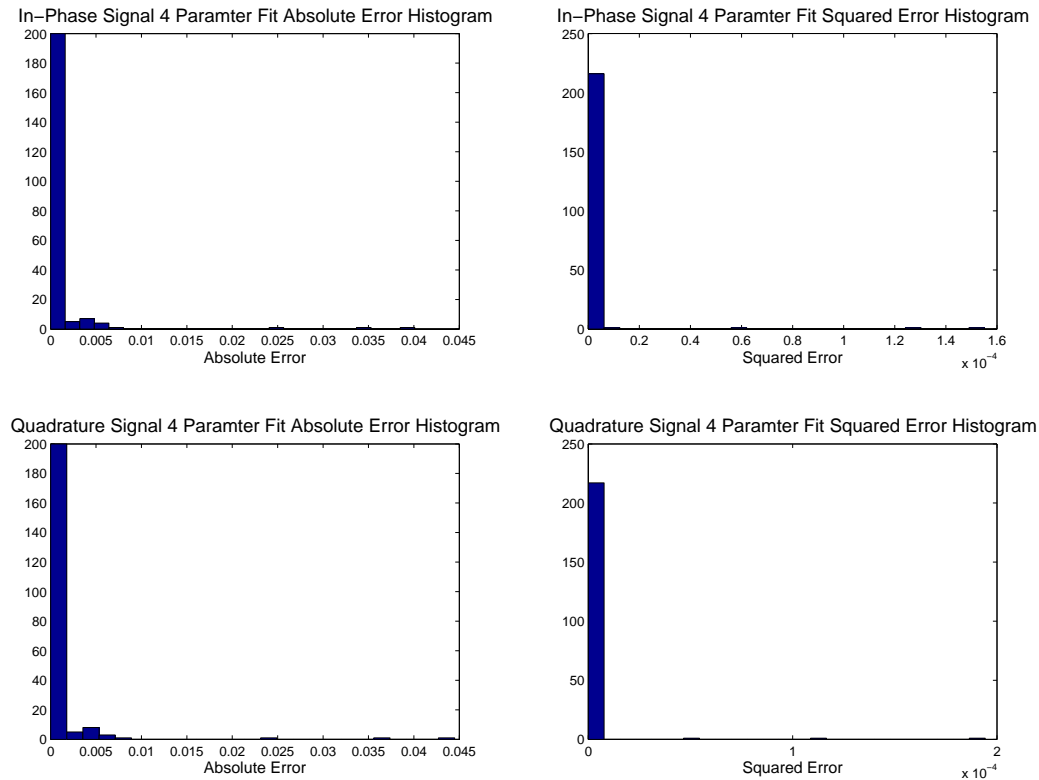 In−Phase Signal 4 Paramter Fit Absolute Error Histogram
200
180
160
140
120
100
80
60
40
20
0
0 0.005 0.01 0.015 0.02 0.025 0.03 0.035 0.04 0.045
Absolute Error
In−Phase Signal 4 Paramter Fit Squared Error Histogram
250
200
150
100
50
0
0 0.2 0.4 0.6 0.8 1 1.2 1.4 1.6
Squared Error
x 10−4
Quadrature Signal 4 Paramter Fit Absolute Error Histogram
200
180
160
140
120
100
80
60
40
20
0
0 0.005 0.01 0.015 0.02 0.025 0.03 0.035 0.04 0.045
Absolute Error
Quadrature Signal 4 Paramter Fit Squared Error Histogram
250
200
150
100
50
0
0 1 2
Squared Error
x 10−4